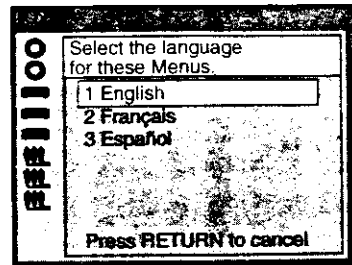 Select the language
for these Menus.
1 English
2 Français
3 Español
Press RETURN to cancel